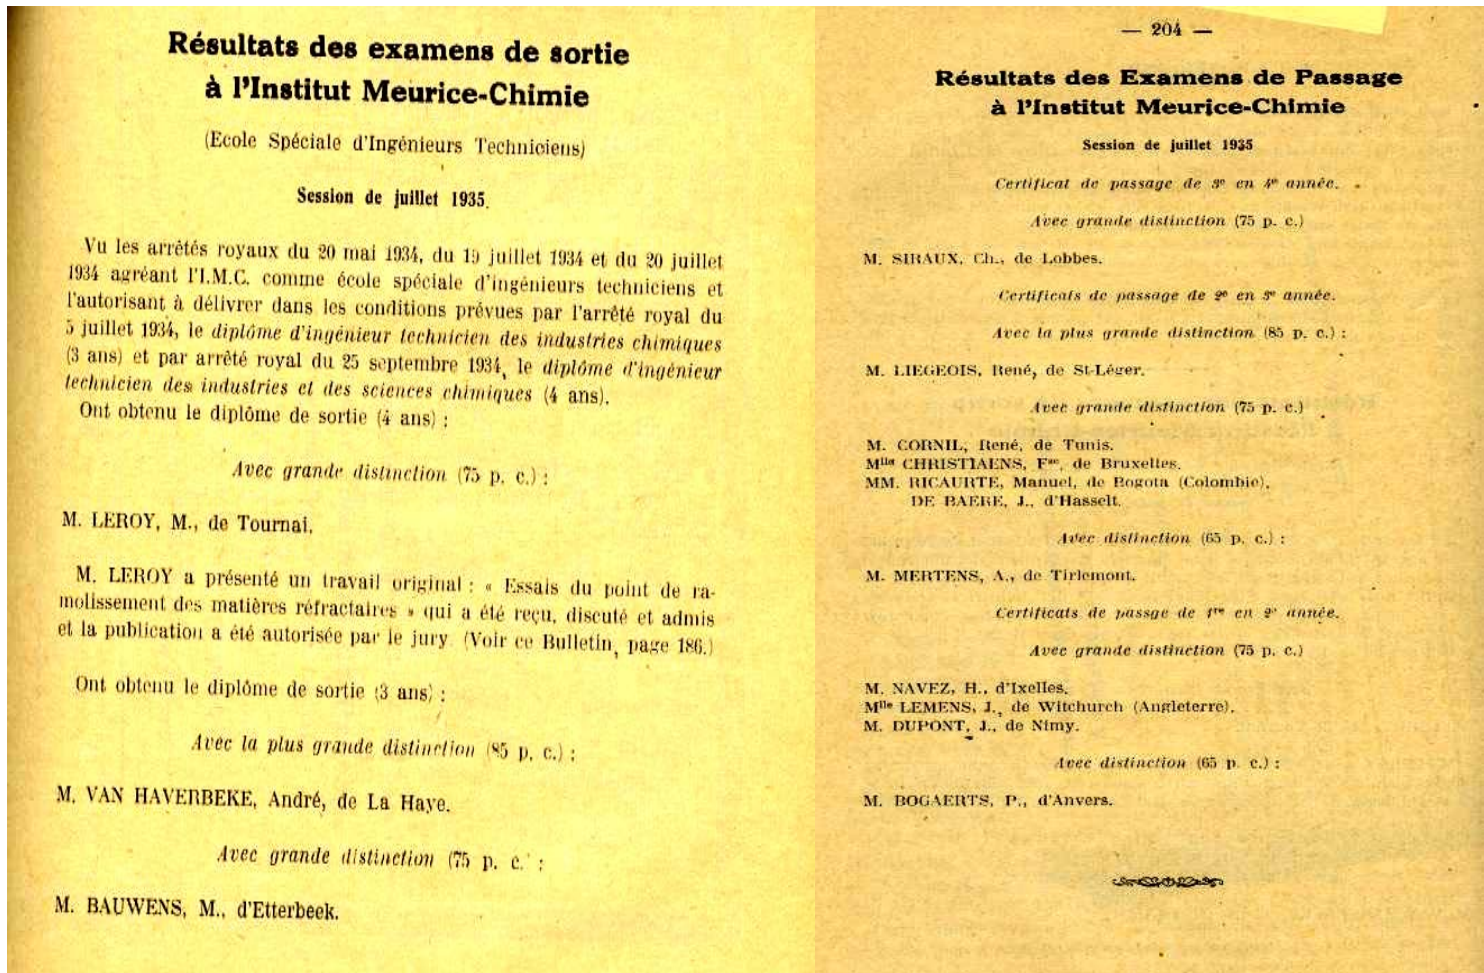 Résultats des examens de sortie
à l'Institut Meurice-Chimie
(Ecole Spéciale d'Ingénieurs Techniciens)
Session de juillet 1935.
Vu les arrêtés royaux du 20 mai 1934, du 19 juillet 1934 et du 20 juillet
1934 agréant l'I.M.C. comme école spéciale d'ingénieurs techniciens et
l'autorisant à délivrer dans les conditions prévues par l'arrêté royal du
5 juillet 1934, le diplôme d'ingénieur technicien des industries chimiques
(3 ans) et par arrêté royal du 25 septembre 1934, le diplôme d'ingénieur
technicien des industries et des sciences chimiques (4 ans).
Ont obtenu le diplôme de sortie (4 ans) :
Avec grande distinction (75 p. c.) :
M. LEROY, M., de Tournai.
M. LEROY a présenté un travail original : « Essais du point de ra-
molissement des matières réfractaires » qui a été reçu, discuté et admis
et la publication a été autorisée par le jury. (Voir ce Bulletin, page 186.)
Ont obtenu le diplôme de sortie (3 ans) :
Avec la plus grande distinction (85 p. c.) :
M. VAN HAVERBEKE, André, de La Haye.
Avec grande distinction (75 p. c. :
M. BAUWENS, M., d'Etterbeek.
— 204 —
Résultats des Examens de Passage
à l'Institut Meurice-Chimie
Session de juillet 1935
Certificat de passage de 3e en 4e année.
Avec grande distinction (75 p. c.)
M. SIRAUX, Ch., de Lobbes.
Certificats de passage de 2e en 3e année.
Avec la plus grande distinction (85 p. c.) :
M. LIEGEOIS, René, de St-Léger.
Avec grande distinction (75 p. c.)
M. CORNIL, René, de Tunis.
Mlle CHRISTIAENS, Fse, de Bruxelles.
MM. RICAURTE, Manuel, de Bogota (Colombie).
DE BAERE, J., d'Hasselt.
Avec distinction (65 p. c.) :
M. MERTENS, A., de Tirlemont.
Certificats de passge de 1re en 2e année.
Avec grande distinction (75 p. c.)
M. NAVEZ, H., d'Ixelles.
Mlle LEMENS, J., de Witchurch (Angleterre).
M. DUPONT, J., de Nimy.
Avec distinction (65 p. c.) :
M. BOGAERTS, P., d'Anvers.